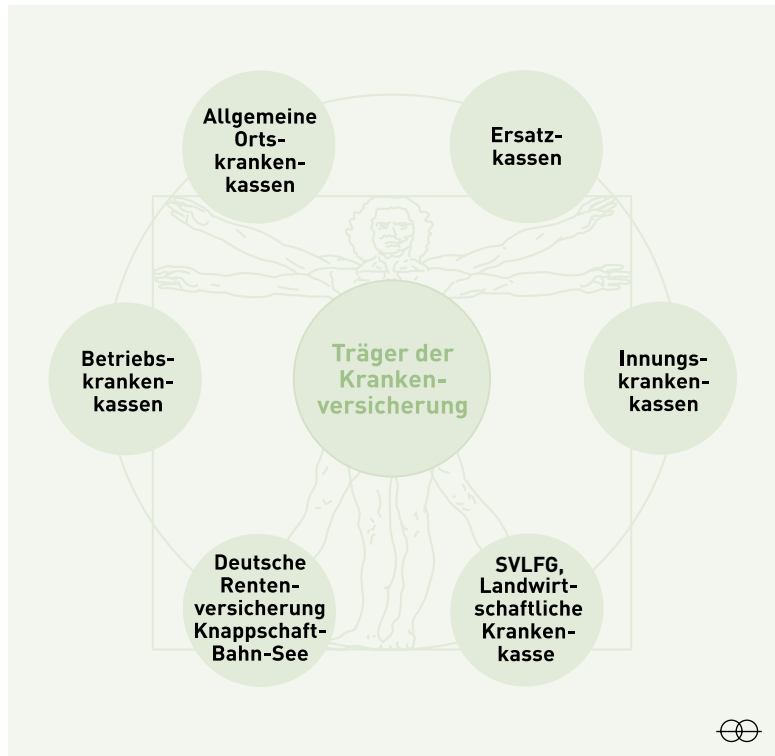 Allgemeine
Orts-
kranken-
kassen
Ersatz-
kassen
Betriebs-
kranken-
kassen
Träger der
Kranken-
versicherung
Innungs-
kranken-
kassen
Deutsche
Renten-
versicherung
Knappschaft-
Bahn-See
SVLFG,
Landwirt-
schaftliche
Kranken-
kasse